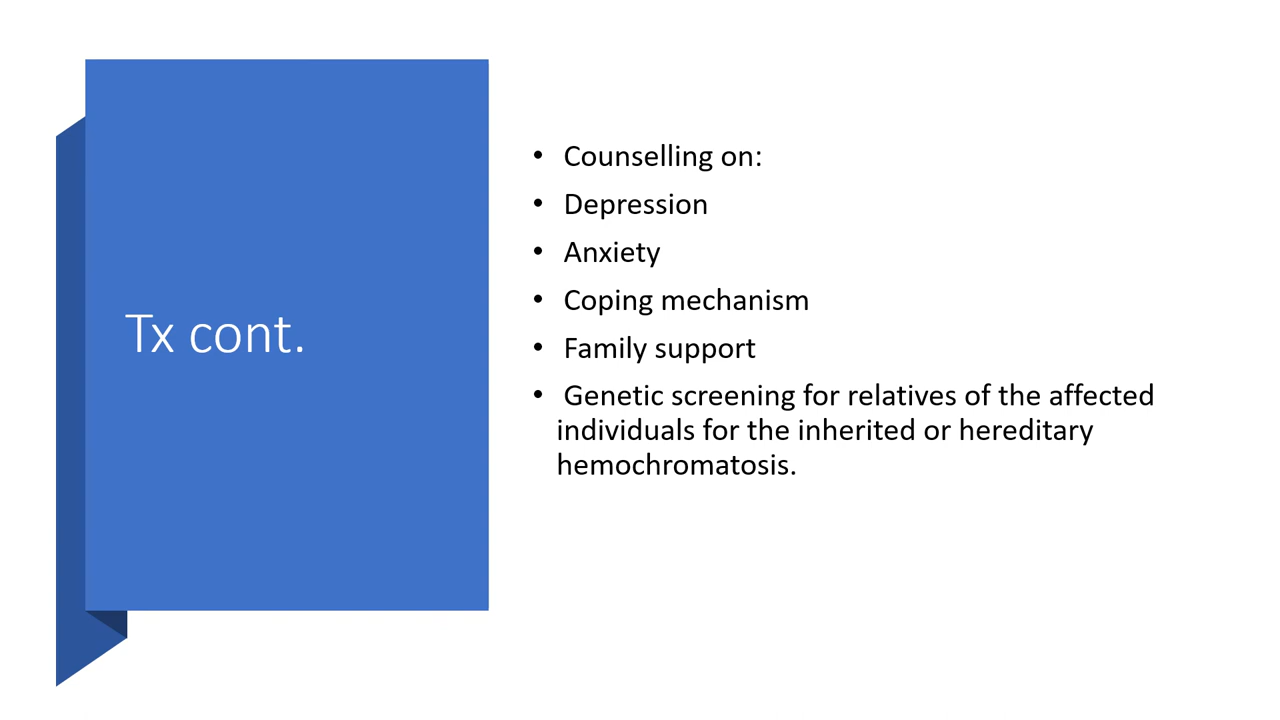 Tx cont.
• Counselling on:
• Depression
• Anxiety
• Coping mechanism
• Family support
• Genetic screening for relatives of the affected
individuals for the inherited or hereditary
hemochromatosis.